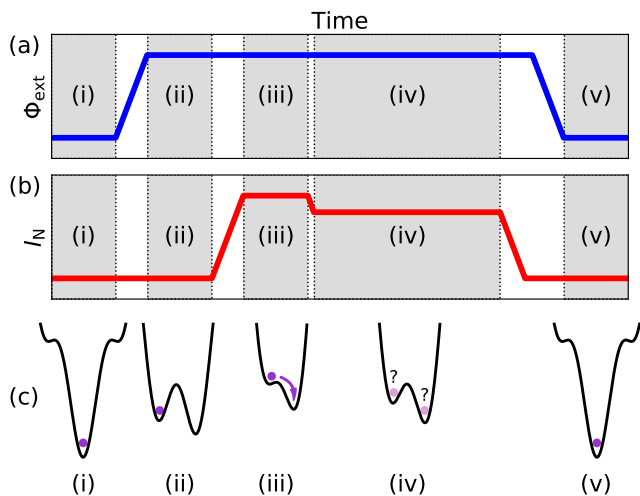 Time
(a)
Φext
(i) (ii) (iii) (iv) (v)
(b)
IN
(i) (ii) (iii) (iv) (v)
(c)
? ?
(i) (ii) (iii) (iv) (v)